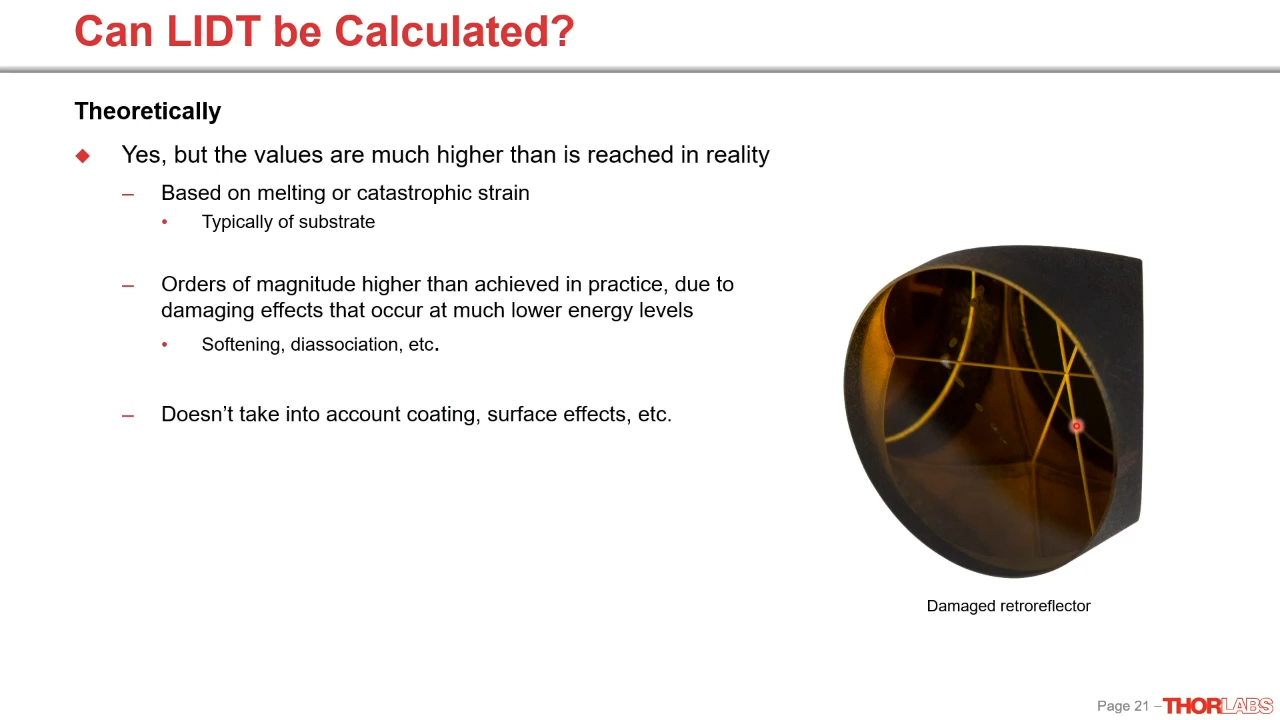 Can LIDT be Calculated?
Theoretically
Yes, but the values are much higher than is reached in reality
– Based on melting or catastrophic strain
• Typically of substrate
– Orders of magnitude higher than achieved in practice, due to
damaging effects that occur at much lower energy levels
• Softening, diassociation, etc.
– Doesn’t take into account coating, surface effects, etc.
Damaged retroreflector
Page 21 – THORLABS